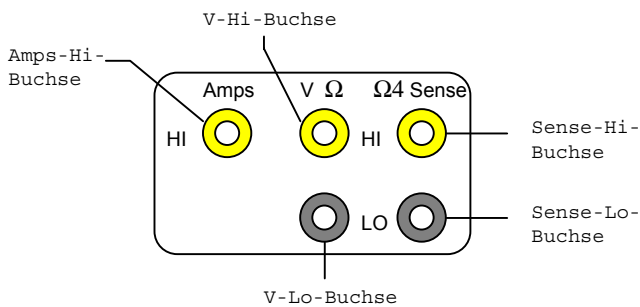 V-Hi-Buchse
Amps-Hi-
Buchse
Amps
V Ω
Ω4 Sense
HI
HI
Sense-Hi-
Buchse
LO
Sense-Lo-
Buchse
V-Lo-Buchse